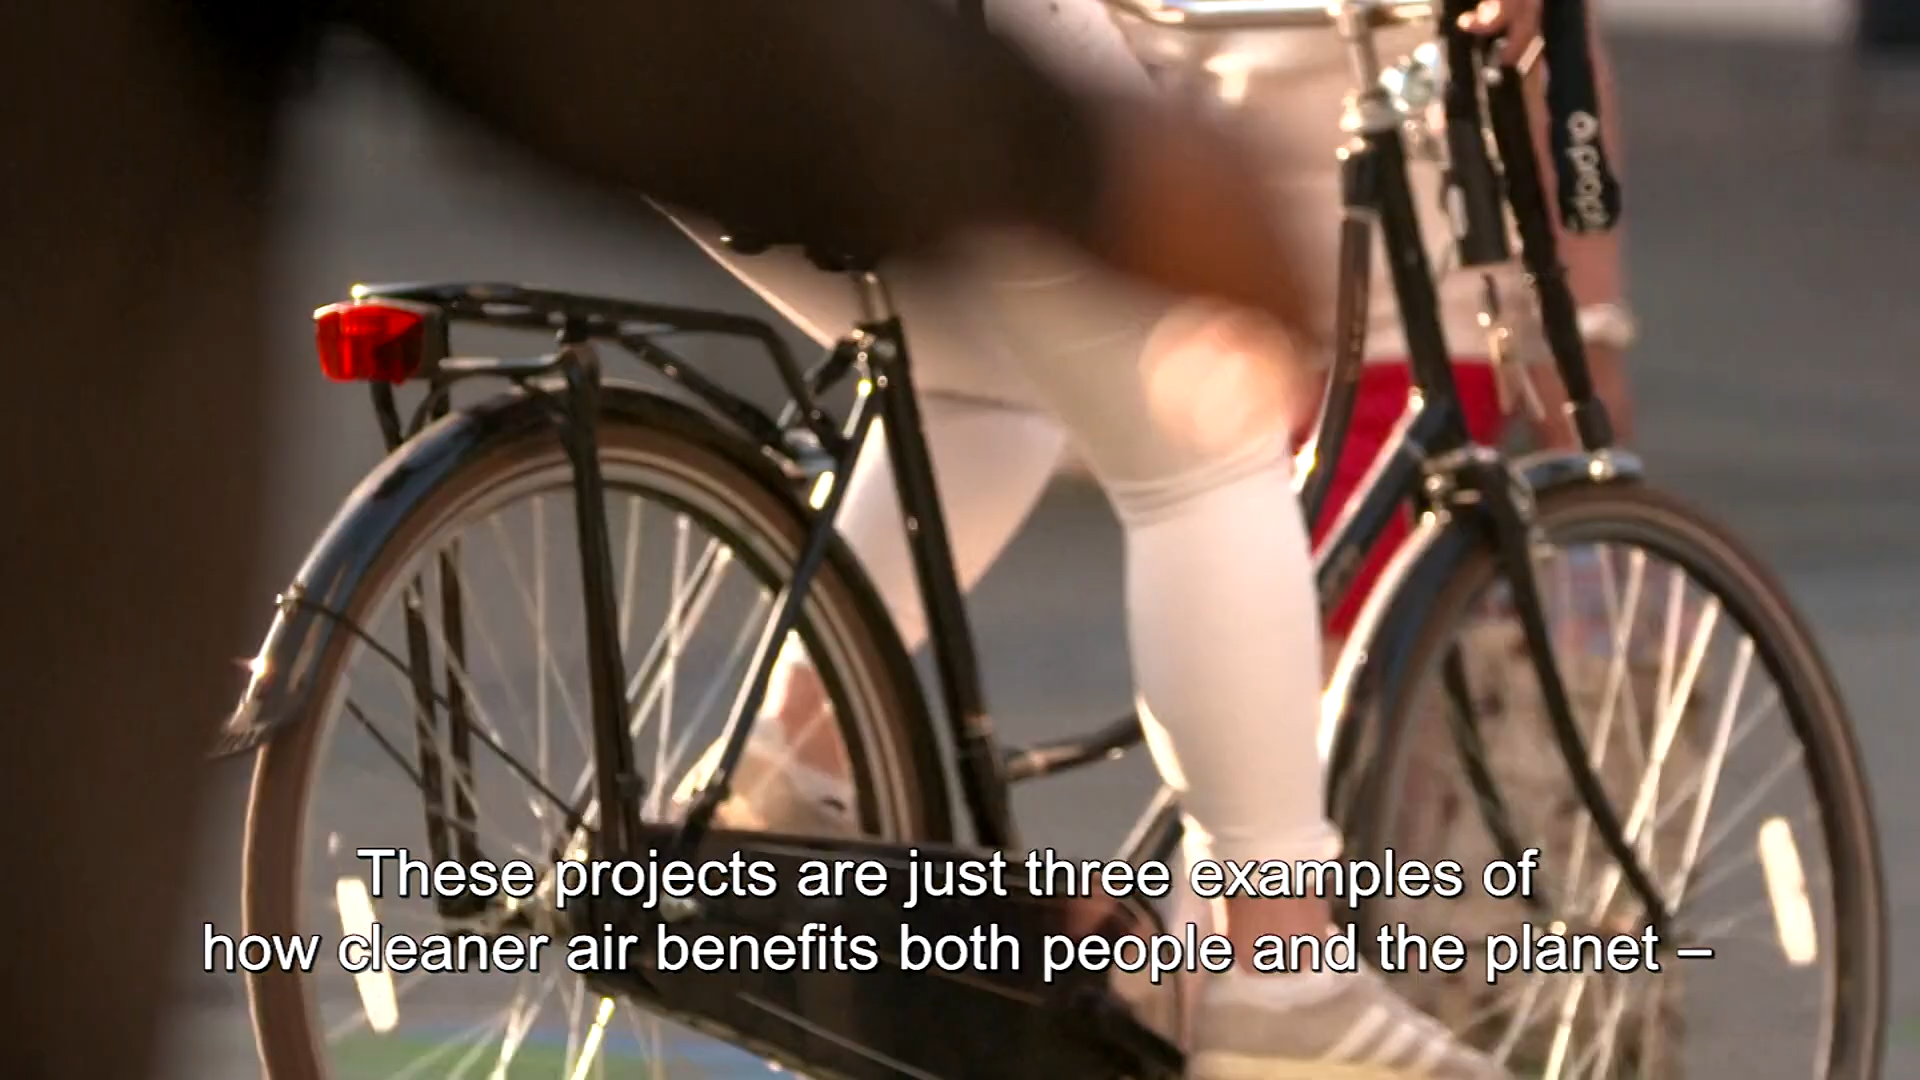 These projects are just three examples of
how cleaner air benefits both people and the planet –